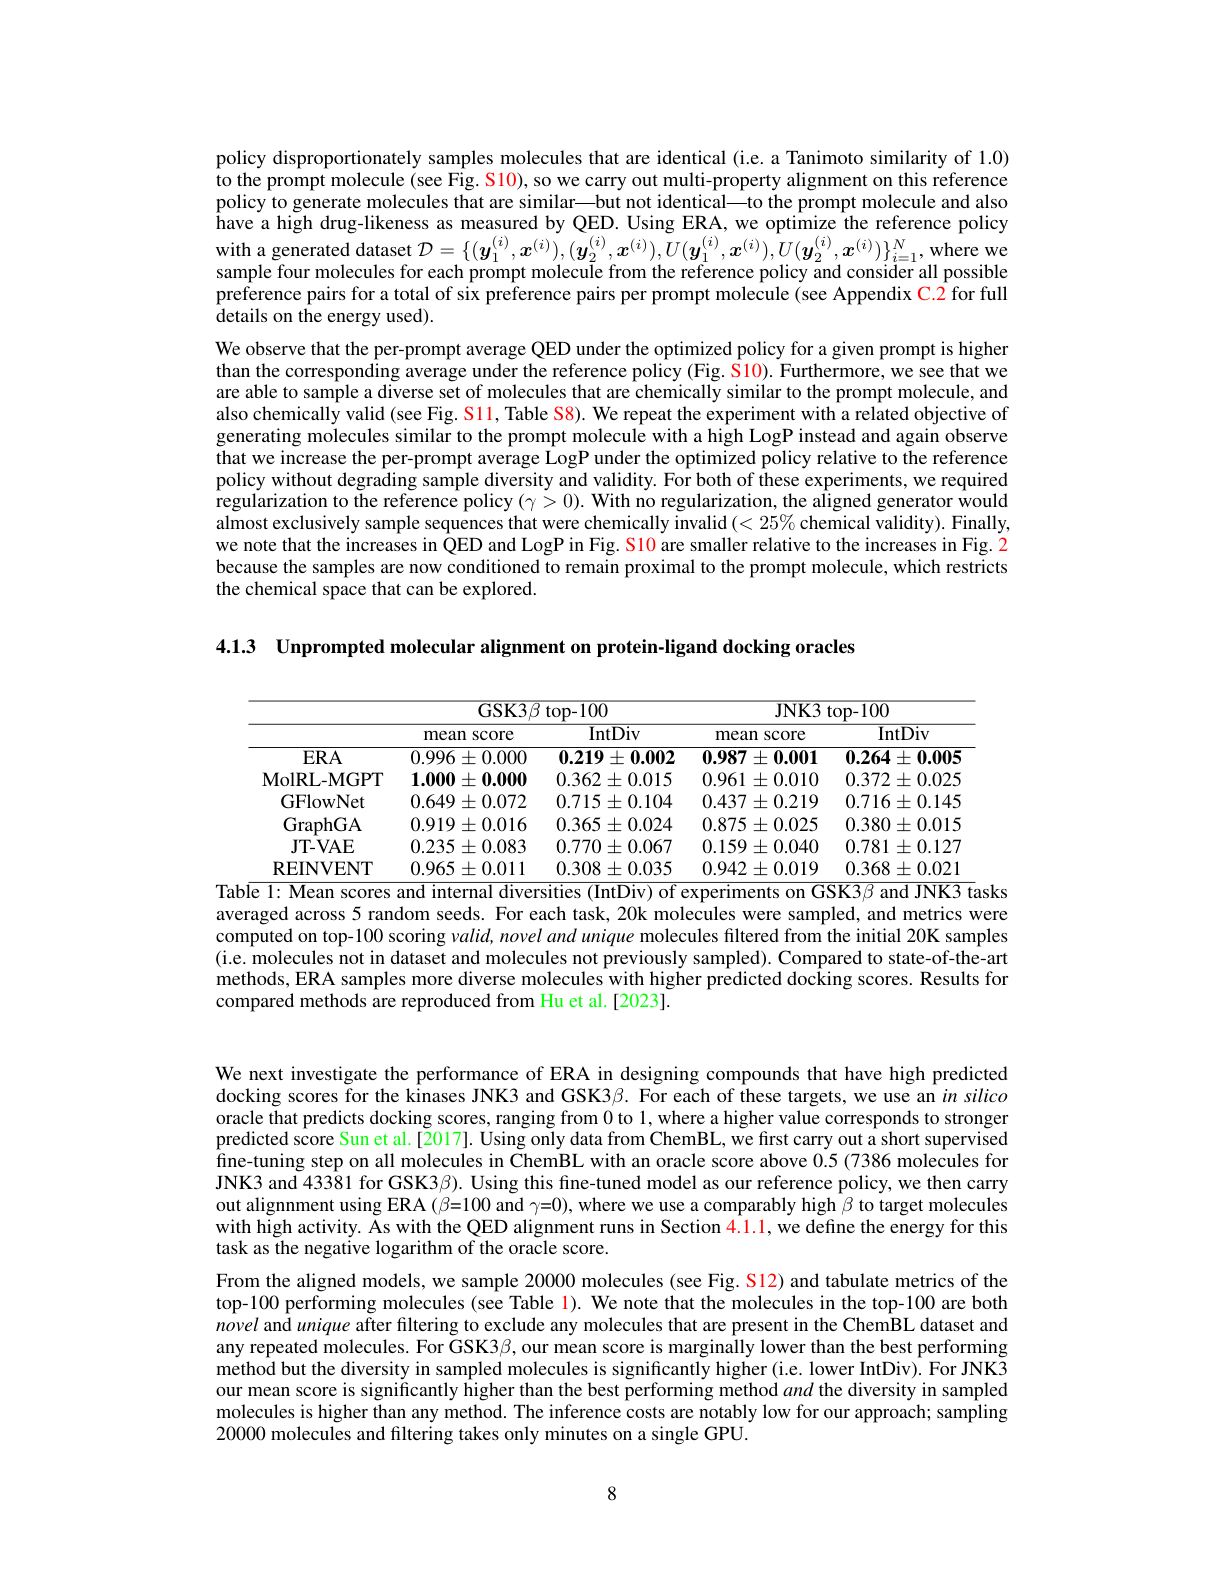 policy disproportionately samples molecules that are identical (i.e. a Tanimoto similarity of 1.0)
to the prompt molecule (see Fig. S10), so we carry out multi-property alignment on this reference
policy to generate molecules that are similar—but not identical—to the prompt molecule and also
have a high drug-likeness as measured by QED. Using ERA, we optimize the reference policy
with a generated dataset $\mathcal{D} = \{(\boldsymbol{y}_1^{(i)}, \boldsymbol{x}^{(i)}), (\boldsymbol{y}_2^{(i)}, \boldsymbol{x}^{(i)}), U(\boldsymbol{y}_1^{(i)}, \boldsymbol{x}^{(i)}), U(\boldsymbol{y}_2^{(i)}, \boldsymbol{x}^{(i)})\}_{i=1}^N$, where we
sample four molecules for each prompt molecule from the reference policy and consider all possible
preference pairs for a total of six preference pairs per prompt molecule (see Appendix C.2 for full
details on the energy used).
We observe that the per-prompt average QED under the optimized policy for a given prompt is higher
than the corresponding average under the reference policy (Fig. S10). Furthermore, we see that we
are able to sample a diverse set of molecules that are chemically similar to the prompt molecule, and
also chemically valid (see Fig. S11, Table S8). We repeat the experiment with a related objective of
generating molecules similar to the prompt molecule with a high LogP instead and again observe
that we increase the per-prompt average LogP under the optimized policy relative to the reference
policy without degrading sample diversity and validity. For both of these experiments, we required
regularization to the reference policy (γ > 0). With no regularization, the aligned generator would
almost exclusively sample sequences that were chemically invalid (< 25% chemical validity). Finally,
we note that the increases in QED and LogP in Fig. S10 are smaller relative to the increases in Fig. 2
because the samples are now conditioned to remain proximal to the prompt molecule, which restricts
the chemical space that can be explored.
4.1.3 Unprompted molecular alignment on protein-ligand docking oracles
GSK3β top-100 JNK3 top-100
mean score IntDiv mean score IntDiv
ERA 0.996 ± 0.000 0.219 ± 0.002 0.987 ± 0.001 0.264 ± 0.005
MolRL-MGPT 1.000 ± 0.000 0.362 ± 0.015 0.961 ± 0.010 0.372 ± 0.025
GFlowNet 0.649 ± 0.072 0.715 ± 0.104 0.437 ± 0.219 0.716 ± 0.145
GraphGA 0.919 ± 0.016 0.365 ± 0.024 0.875 ± 0.025 0.380 ± 0.015
JT-VAE 0.235 ± 0.083 0.770 ± 0.067 0.159 ± 0.040 0.781 ± 0.127
REINVENT 0.965 ± 0.011 0.308 ± 0.035 0.942 ± 0.019 0.368 ± 0.021
Table 1: Mean scores and internal diversities (IntDiv) of experiments on GSK3β and JNK3 tasks
averaged across 5 random seeds. For each task, 20k molecules were sampled, and metrics were
computed on top-100 scoring valid, novel and unique molecules filtered from the initial 20K samples
(i.e. molecules not in dataset and molecules not previously sampled). Compared to state-of-the-art
methods, ERA samples more diverse molecules with higher predicted docking scores. Results for
compared methods are reproduced from Hu et al. [2023].
We next investigate the performance of ERA in designing compounds that have high predicted
docking scores for the kinases JNK3 and GSK3β. For each of these targets, we use an in silico
oracle that predicts docking scores, ranging from 0 to 1, where a higher value corresponds to stronger
predicted score Sun et al. [2017]. Using only data from ChemBL, we first carry out a short supervised
fine-tuning step on all molecules in ChemBL with an oracle score above 0.5 (7386 molecules for
JNK3 and 43381 for GSK3β). Using this fine-tuned model as our reference policy, we then carry
out alignnment using ERA (β=100 and γ=0), where we use a comparably high β to target molecules
with high activity. As with the QED alignment runs in Section 4.1.1, we define the energy for this
task as the negative logarithm of the oracle score.
From the aligned models, we sample 20000 molecules (see Fig. S12) and tabulate metrics of the
top-100 performing molecules (see Table 1). We note that the molecules in the top-100 are both
novel and unique after filtering to exclude any molecules that are present in the ChemBL dataset and
any repeated molecules. For GSK3β, our mean score is marginally lower than the best performing
method but the diversity in sampled molecules is significantly higher (i.e. lower IntDiv). For JNK3
our mean score is significantly higher than the best performing method and the diversity in sampled
molecules is higher than any method. The inference costs are notably low for our approach; sampling
20000 molecules and filtering takes only minutes on a single GPU.
8